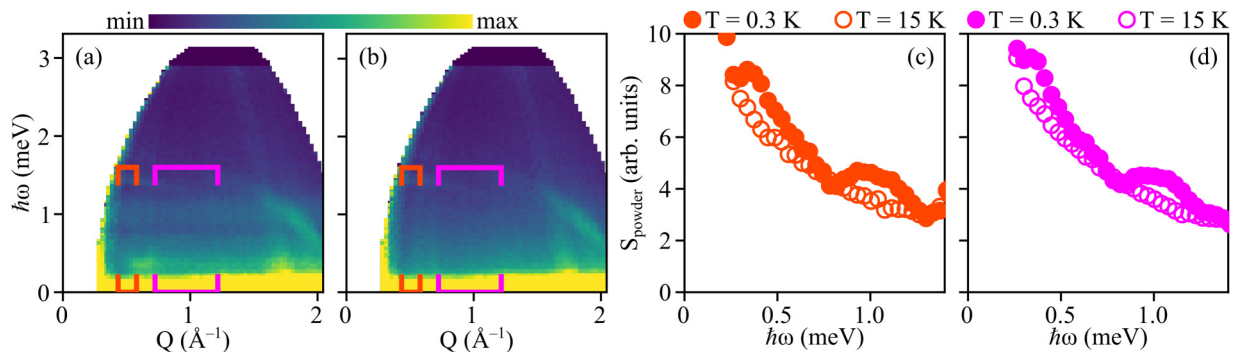 min max
T = 0.3 K T = 15 K T = 0.3 K T = 15 K
(a) (b) (c) (d)
3
2
1
0
ħω (meV)
0 1 2
Q (Å⁻¹)
0 1 2
Q (Å⁻¹)
10
8
6
4
2
0
S_powder (arb. units)
0 0.5 1.0
ħω (meV)
0 0.5 1.0
ħω (meV)